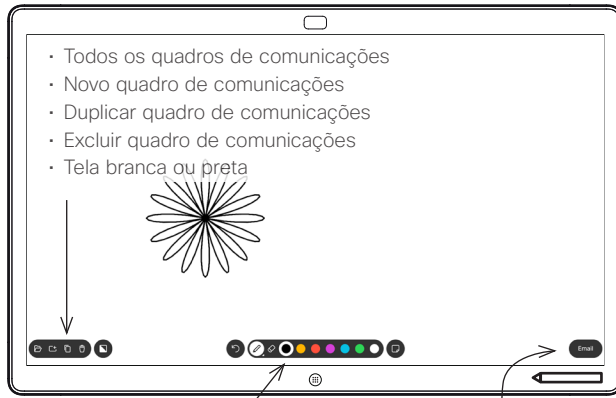 · Todos os quadros de comunicações
· Novo quadro de comunicações
· Duplicar quadro de comunicações
· Excluir quadro de comunicações
· Tela branca ou preta
Email